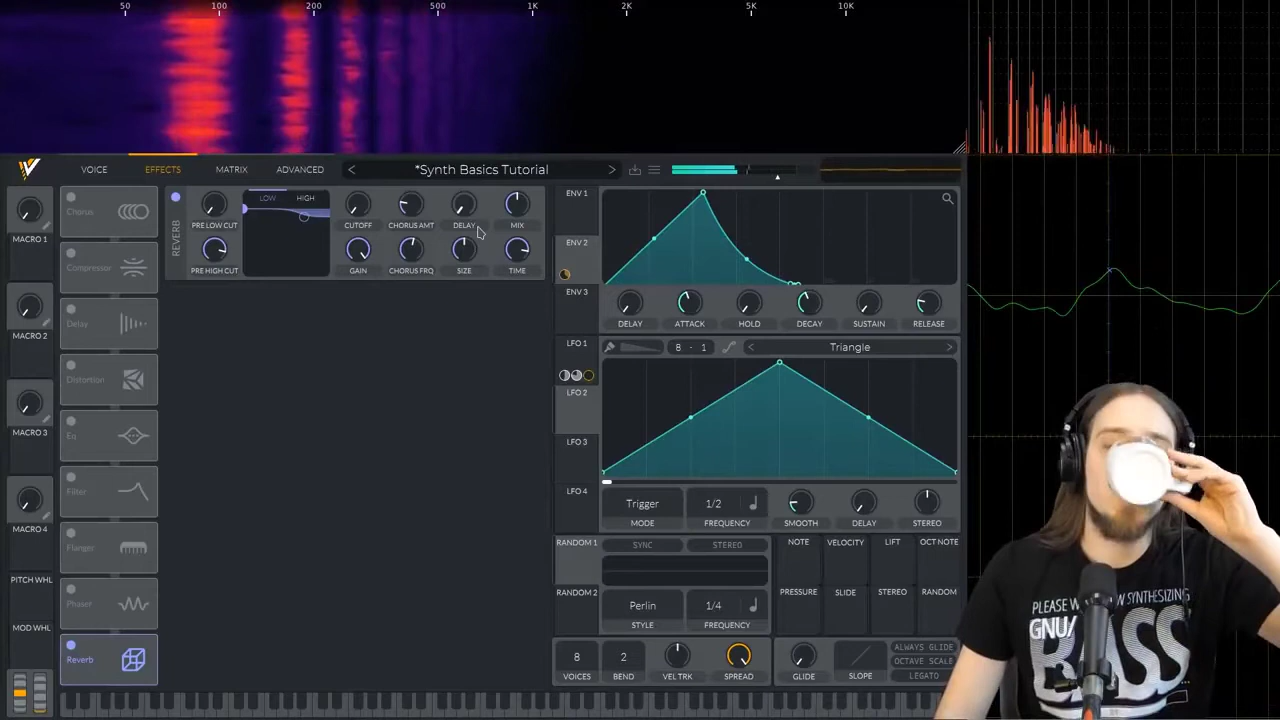 50 100 200 500 1K 2K 5K 10K
VOICE EFFECTS MATRIX ADVANCED < *Synth Basics Tutorial >
MACRO 1
MACRO 2
MACRO 3
MACRO 4
PITCH WHL
MOD WHL
Chorus
Compressor
Delay
Distortion
Eq
Filter
Flanger
Phaser
Reverb
REVERB
LOW HIGH
PRE LOW CUT CUTOFF CHORUS AMT DELAY MIX
PRE HIGH CUT GAIN CHORUS FRQ SIZE TIME
ENV 1
ENV 2
ENV 3
DELAY ATTACK HOLD DECAY SUSTAIN RELEASE
LFO 1
LFO 2
LFO 3
LFO 4
8 - 1 < Triangle >
Trigger 1/2
MODE FREQUENCY SMOOTH DELAY STEREO
RANDOM 1
RANDOM 2
SYNC STEREO
Perlin 1/4
STYLE FREQUENCY
NOTE VELOCITY LIFT OCT NOTE
PRESSURE SLIDE STEREO RANDOM
8 2
VOICES BEND VEL TRK SPREAD GLIDE SLOPE
ALWAYS GLIDE
OCTAVE SCALE
LEGATO
PLEASE W W SYNTHESIZING
GNU/
BASS